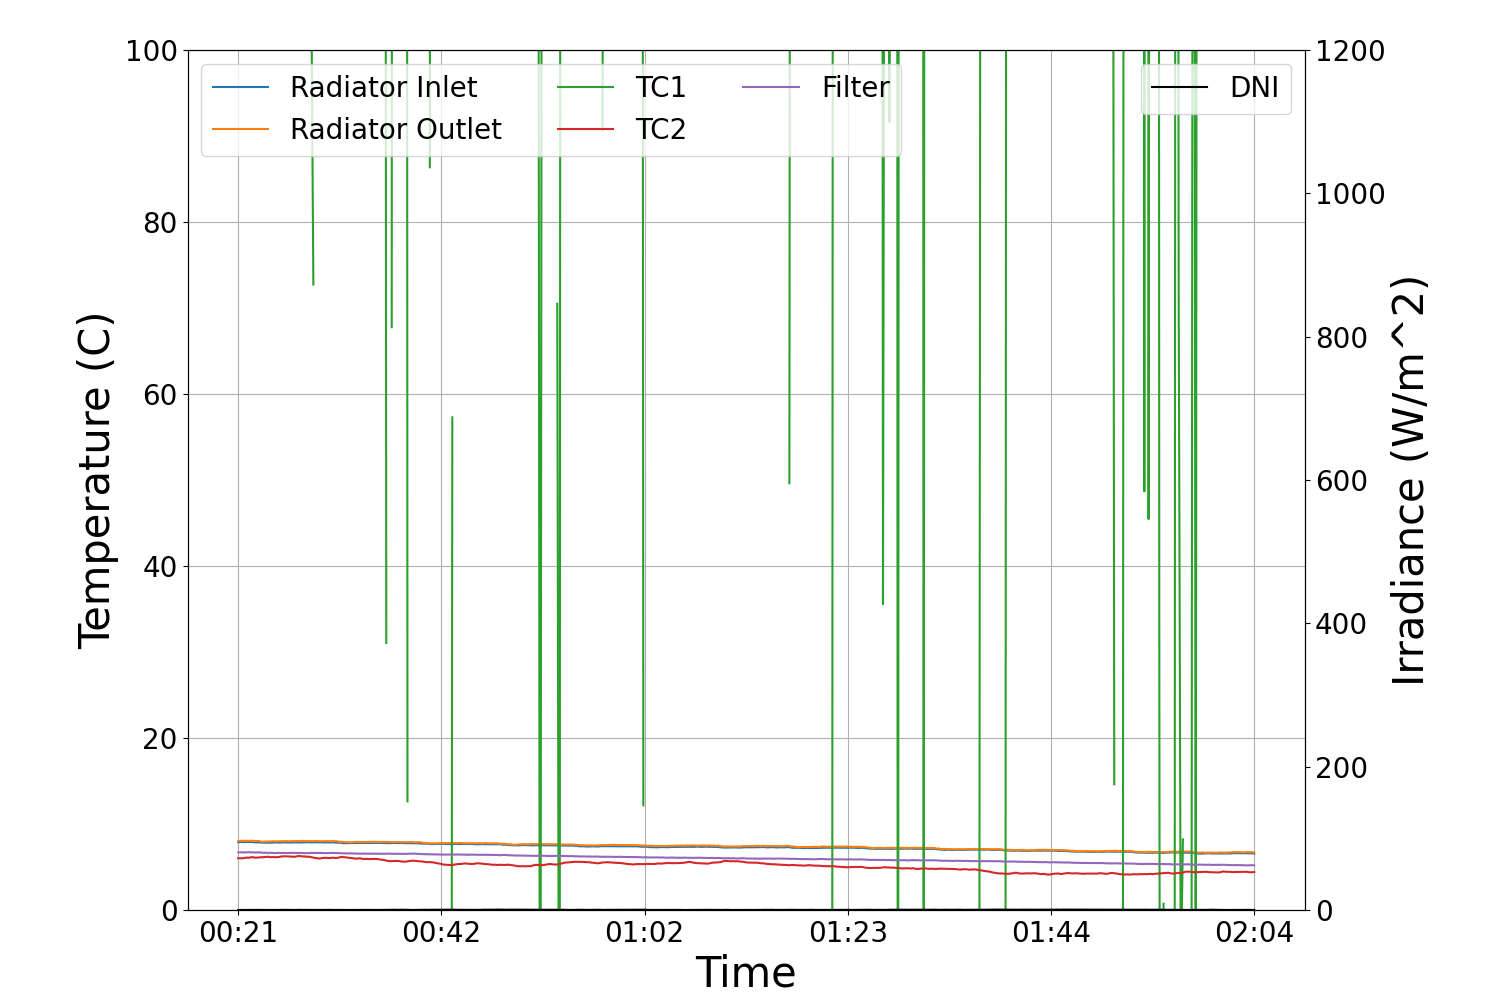 100
80
60
40
20
0
Temperature (C)
Radiator Inlet
Radiator Outlet
TC1
TC2
Filter
DNI
1200
1000
800
600
400
200
0
Irradiance (W/m^2)
00:21
00:42
01:02
01:23
01:44
02:04
Time